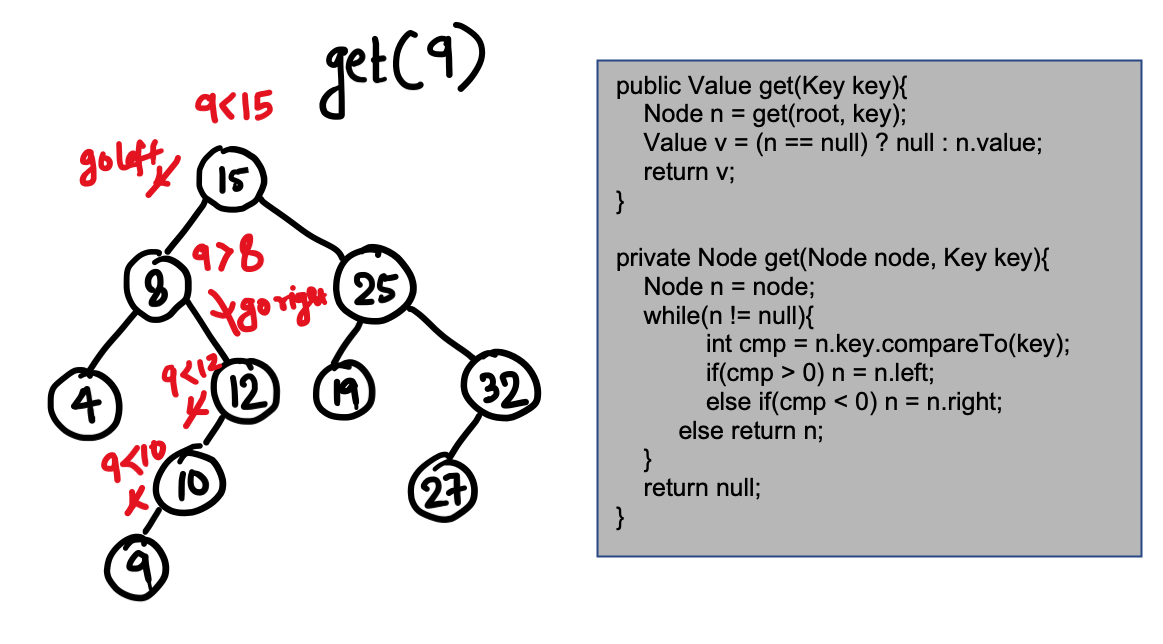 get(9)
9<15
go left
15
9>8
8
go right
25
9<12
4
12
19
32
9<10
10
27
9
public Value get(Key key){
Node n = get(root, key);
Value v = (n == null) ? null : n.value;
return v;
}
private Node get(Node node, Key key){
Node n = node;
while(n != null){
int cmp = n.key.compareTo(key);
if(cmp > 0) n = n.left;
else if(cmp < 0) n = n.right;
else return n;
}
return null;
}